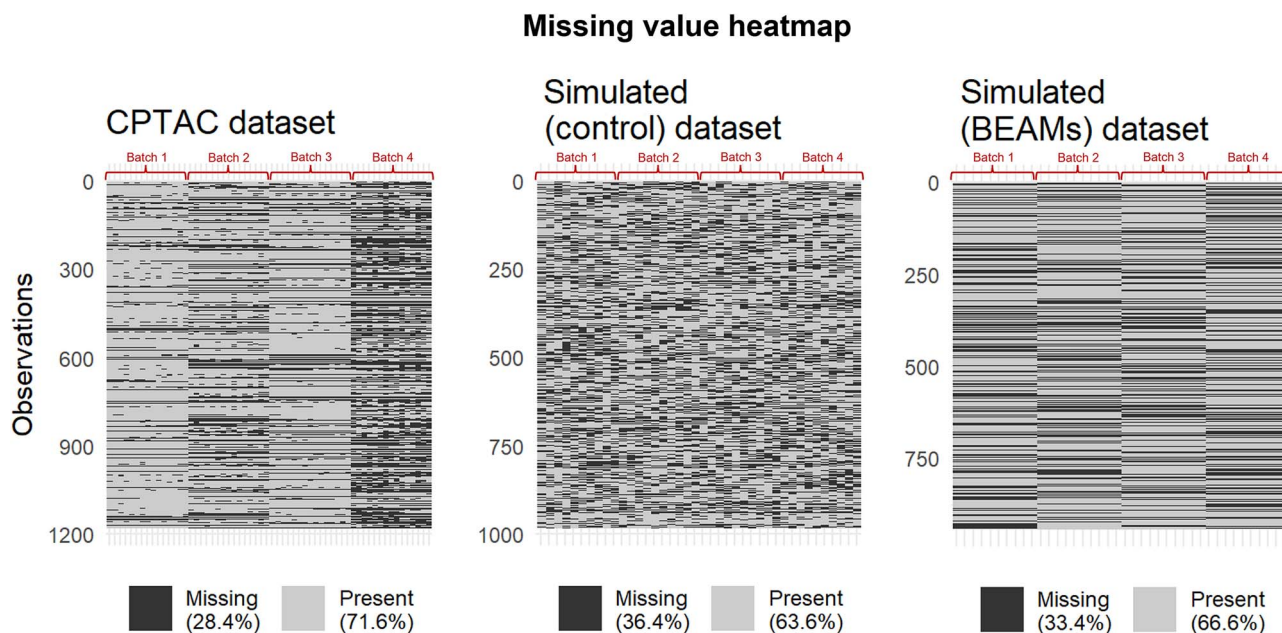 Missing value heatmap
CPTAC dataset
Batch 1 Batch 2 Batch 3 Batch 4
0
300
600
900
1200
Observations
Missing
(28.4%)
Present
(71.6%)
Simulated
(control) dataset
Batch 1 Batch 2 Batch 3 Batch 4
0
250
500
750
1000
Missing
(36.4%)
Present
(63.6%)
Simulated
(BEAMs) dataset
Batch 1 Batch 2 Batch 3 Batch 4
0
250
500
750
Missing
(33.4%)
Present
(66.6%)